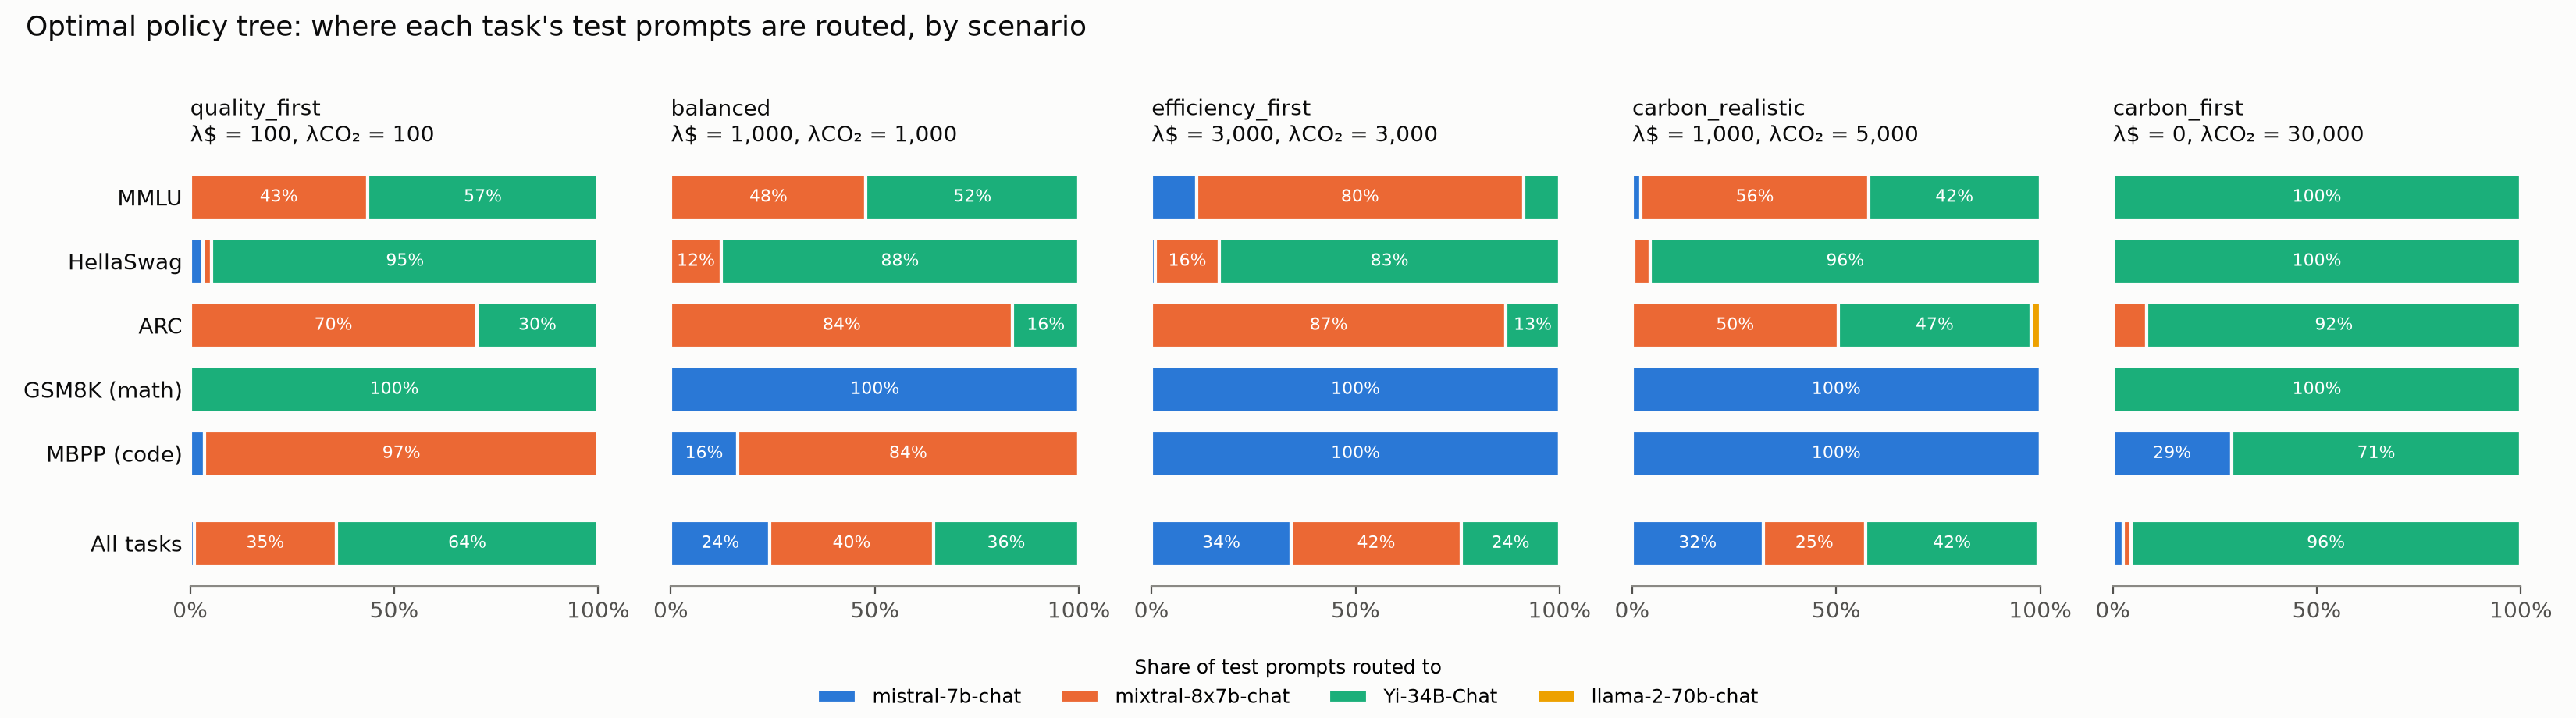 Optimal policy tree: where each task's test prompts are routed, by scenario
quality_first
λ$ = 100, λCO₂ = 100
balanced
λ$ = 1,000, λCO₂ = 1,000
efficiency_first
λ$ = 3,000, λCO₂ = 3,000
carbon_realistic
λ$ = 1,000, λCO₂ = 5,000
carbon_first
λ$ = 0, λCO₂ = 30,000
MMLU 43% 57% 48% 52% 80% 56% 42% 100%
HellaSwag 95% 12% 88% 16% 83% 96% 100%
ARC 70% 30% 84% 16% 87% 13% 50% 47% 92%
GSM8K (math) 100% 100% 100% 100% 100%
MBPP (code) 97% 16% 84% 100% 100% 29% 71%
All tasks 35% 64% 24% 40% 36% 34% 42% 24% 32% 25% 42% 96%
0% 50% 100% 0% 50% 100% 0% 50% 100% 0% 50% 100% 0% 50% 100%
Share of test prompts routed to
mistral-7b-chat mixtral-8x7b-chat Yi-34B-Chat llama-2-70b-chat